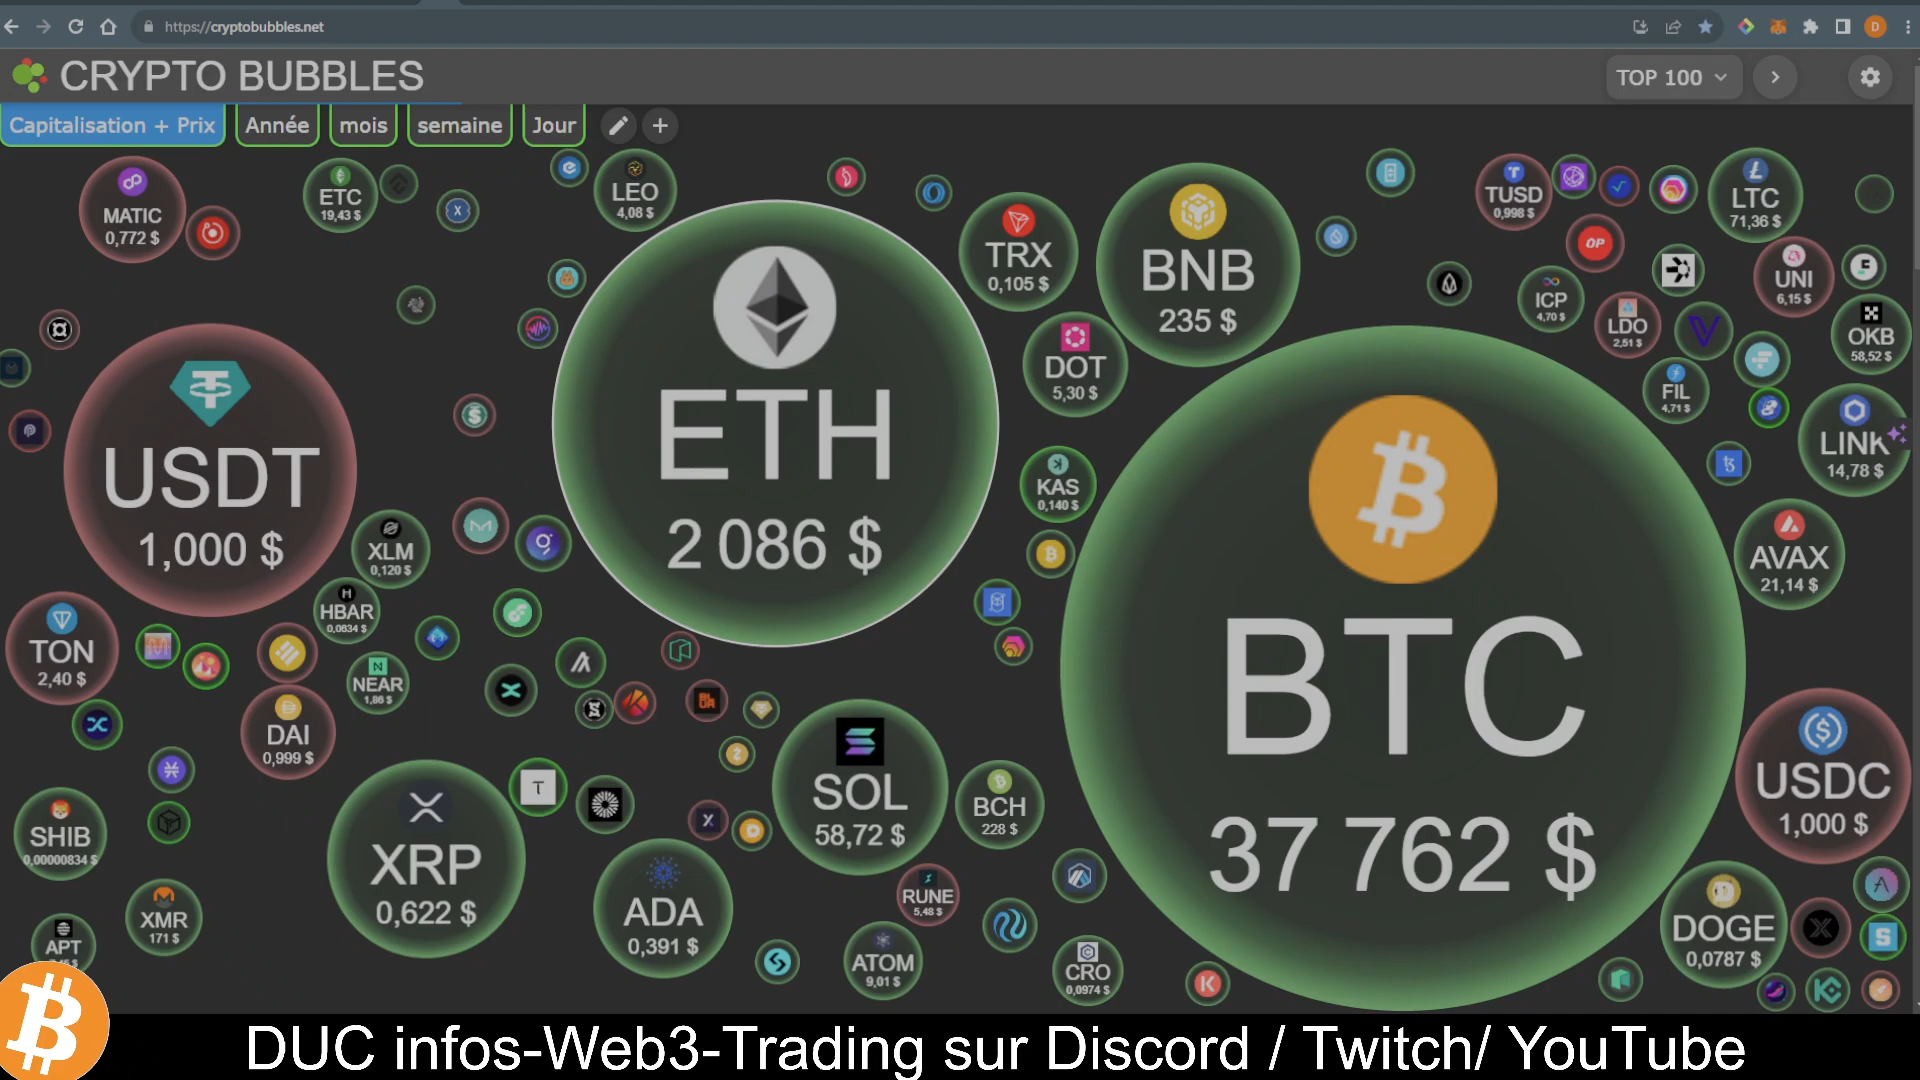 https://cryptobubbles.net
D
CRYPTO BUBBLES
TOP 100
Capitalisation + Prix
Année
mois
semaine
Jour
MATIC
0,772 $
ETC
19,43 $
LEO
4,08 $
TRX
0,105 $
BNB
235 $
TUSD
0,998 $
LTC
71,36 $
OP
UNI
6,15 $
ICP
4,70 $
LDO
2,51 $
OKB
58,52 $
DOT
5,30 $
FIL
4,71 $
LINK
14,78 $
USDT
1,000 $
ETH
2 086 $
KAS
0,140 $
BTC
37 762 $
AVAX
21,14 $
XLM
0,120 $
HBAR
0,0634 $
TON
2,40 $
NEAR
1,86 $
DAI
0,999 $
USDC
1,000 $
SOL
58,72 $
BCH
228 $
T
SHIB
0,00000834 $
XRP
0,622 $
ADA
0,391 $
RUNE
5,48 $
XMR
171 $
APT
ATOM
9,01 $
CRO
0,0974 $
DOGE
0,0787 $
DUC infos-Web3-Trading sur Discord / Twitch/ YouTube